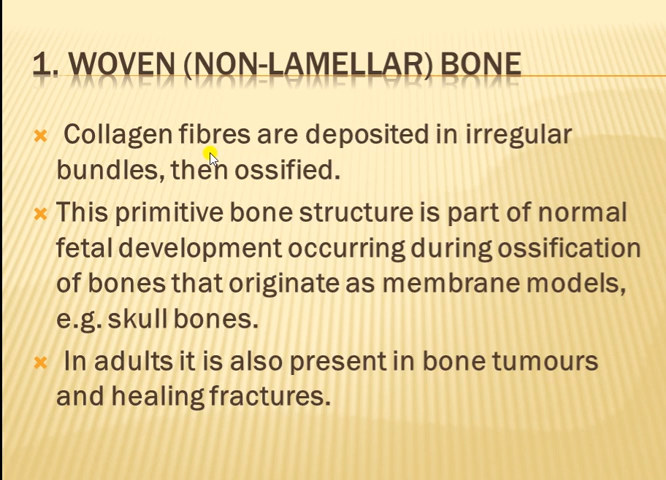 1. WOVEN (NON-LAMELLAR) BONE
Collagen fibres are deposited in irregular
bundles, then ossified.
This primitive bone structure is part of normal
fetal development occurring during ossification
of bones that originate as membrane models,
e.g. skull bones.
In adults it is also present in bone tumours
and healing fractures.